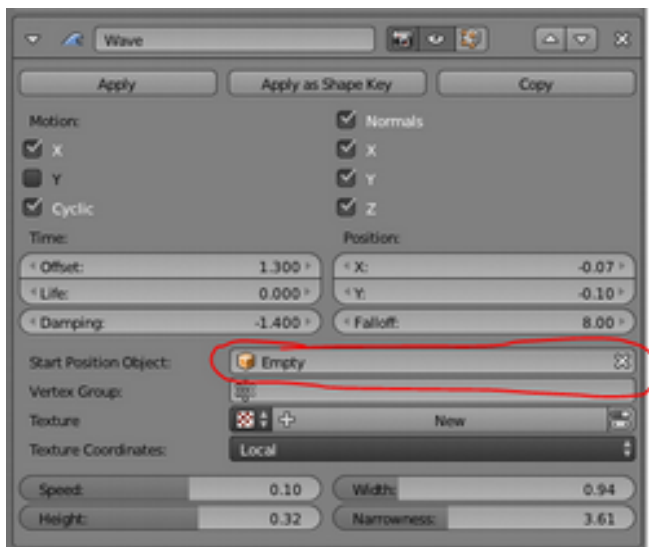 Wave
Apply Apply as Shape Key Copy
Motion: Normals
X X
Y Y
Cyclic Z
Time: Position:
Offset: 1.300 X: -0.07
Life: 0.000 Y: -0.10
Damping: -1.400 Falloff: 8.00
Start Position Object: Empty
Vertex Group:
Texture New
Texture Coordinates: Local
Speed: 0.10 Width: 0.94
Height: 0.32 Narrowness: 3.61